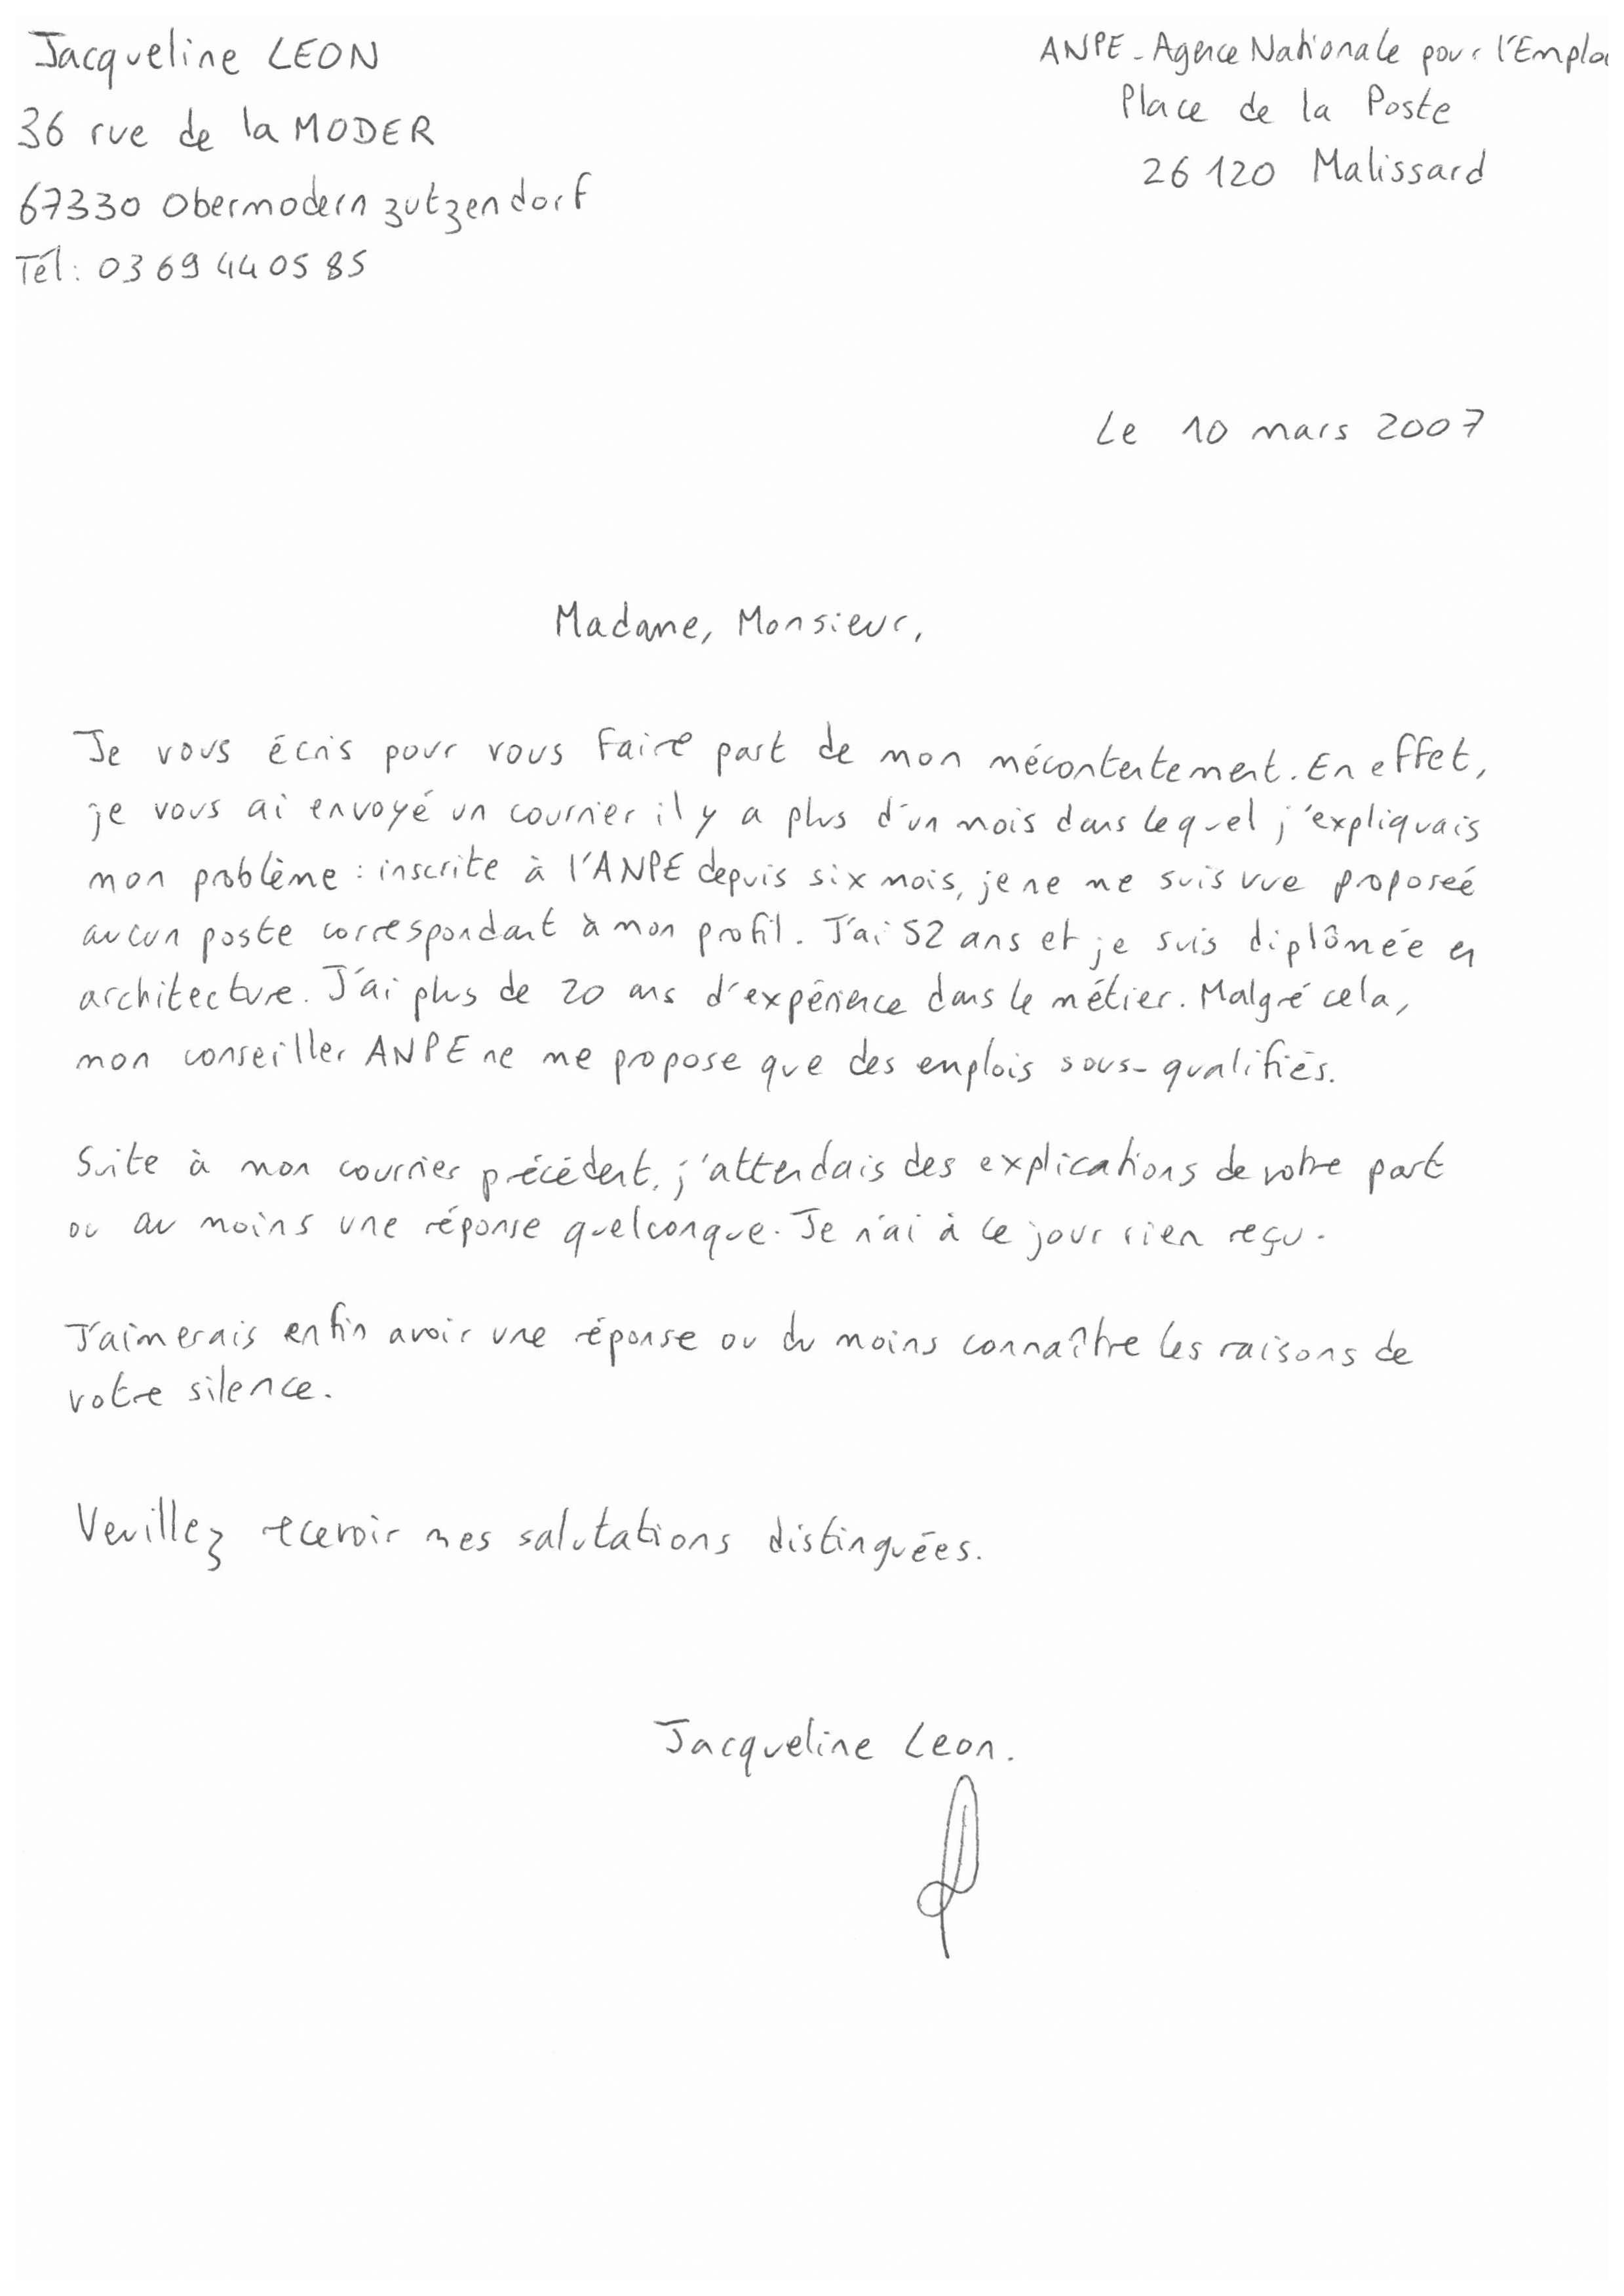 Jacqueline LEON
36 rue de la MODER
67330 Obermodern zutzendorf
Tél : 03 69 44 05 85
ANPE - Agence Nationale pour l'Emploi
Place de la Poste
26 120 Malissard
Le 10 mars 2007
Madame, Monsieur,
Je vous écris pour vous faire part de mon mécontentement. En effet,
je vous ai envoyé un courrier il y a plus d'un mois dans lequel j'expliquais
mon problème : inscrite à l'ANPE depuis six mois, je ne me suis vue proposée
aucun poste correspondant à mon profil. J'ai 52 ans et je suis diplômée en
architecture. J'ai plus de 20 ans d'expérience dans le métier. Malgré cela,
mon conseiller ANPE ne me propose que des emplois sous-qualifiés.
Suite à mon courrier précédent, j'attendais des explications de votre part
ou au moins une réponse quelconque. Je n'ai à ce jour rien reçu.
J'aimerais enfin avoir une réponse ou du moins connaître les raisons de
votre silence.
Veuillez recevoir mes salutations distinguées.
Jacqueline Leon.